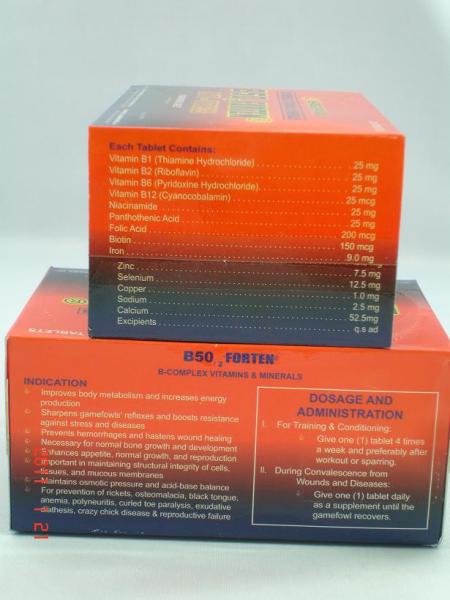 Each Tablet Contains:
Vitamin B1 (Thiamine Hydrochloride) 25 mg
Vitamin B2 (Riboflavin) 25 mg
Vitamin B6 (Pyridoxine Hydrochloride) 25 mg
Vitamin B12 (Cyanocobalamin) 25 mcg
Niacinamide 25 mg
Panthothenic Acid 25 mg
Folic Acid 200 mcg
Biotin 150 mcg
Iron 9.0 mg
Zinc 7.5 mg
Selenium 12.5 mg
Copper 1.0 mg
Sodium 2.5 mg
Calcium 52.5mg
Excipients q.s ad
TABLETS
B50 2 FORTEN®
B-COMPLEX VITAMINS & MINERALS
INDICATION
Improves body metabolism and increases energy
production
Sharpens gamefowls' reflexes and boosts resistance
against stress and diseases
Prevents hemorrhages and hastens wound healing
Necessary for normal bone growth and development
Enhances appetite, normal growth, and reproduction
Important in maintaining structural integrity of cells,
tissues, and mucous membranes
Maintains osmotic pressure and acid-base balance
For prevention of rickets, osteomalacia, black tongue,
anemia, polyneuritis, curled toe paralysis, exudative
diathesis, crazy chick disease & reproductive failure
DOSAGE AND
ADMINISTRATION
I. For Training & Conditioning:
Give one (1) tablet 4 times
a week and preferably after
workout or sparring.
II. During Convalescence from
Wounds and Diseases:
Give one (1) tablet daily
as a supplement until the
gamefowl recovers.